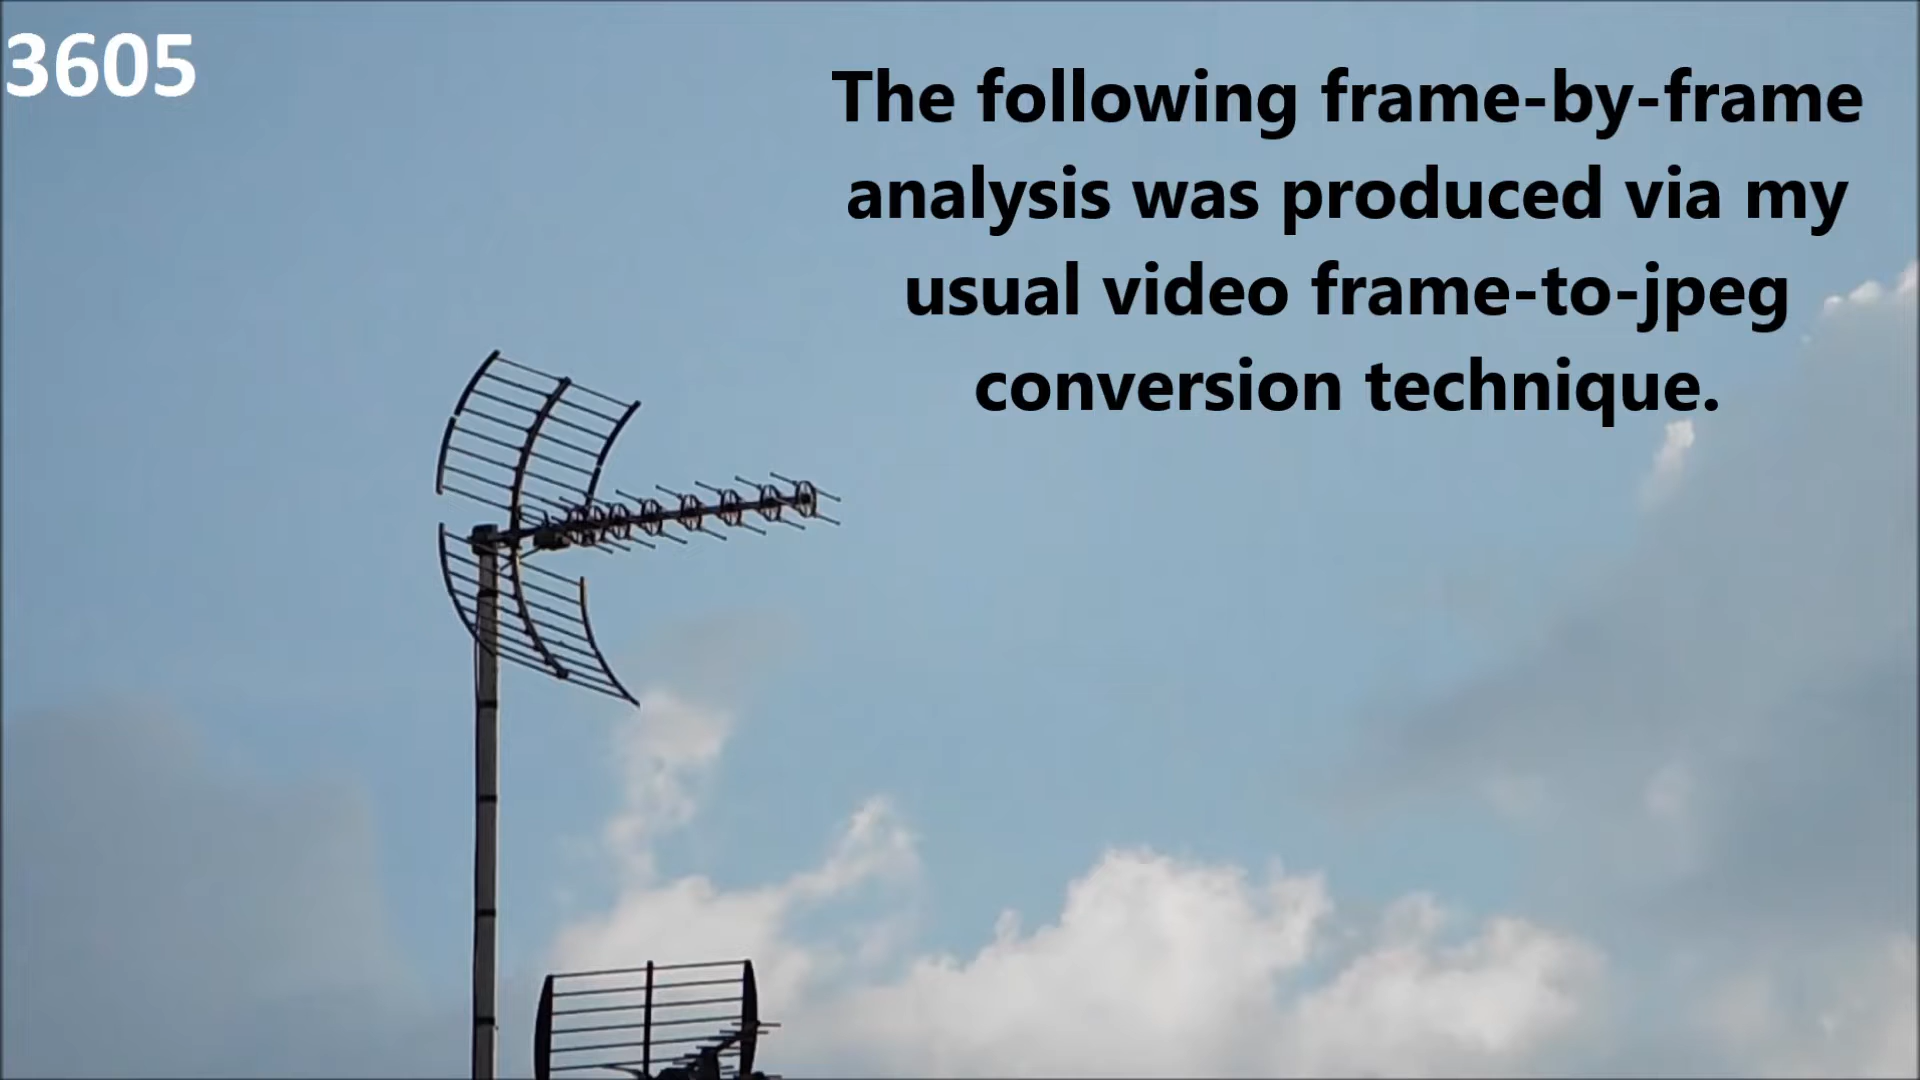 3605
The following frame-by-frame
analysis was produced via my
usual video frame-to-jpeg
conversion technique.